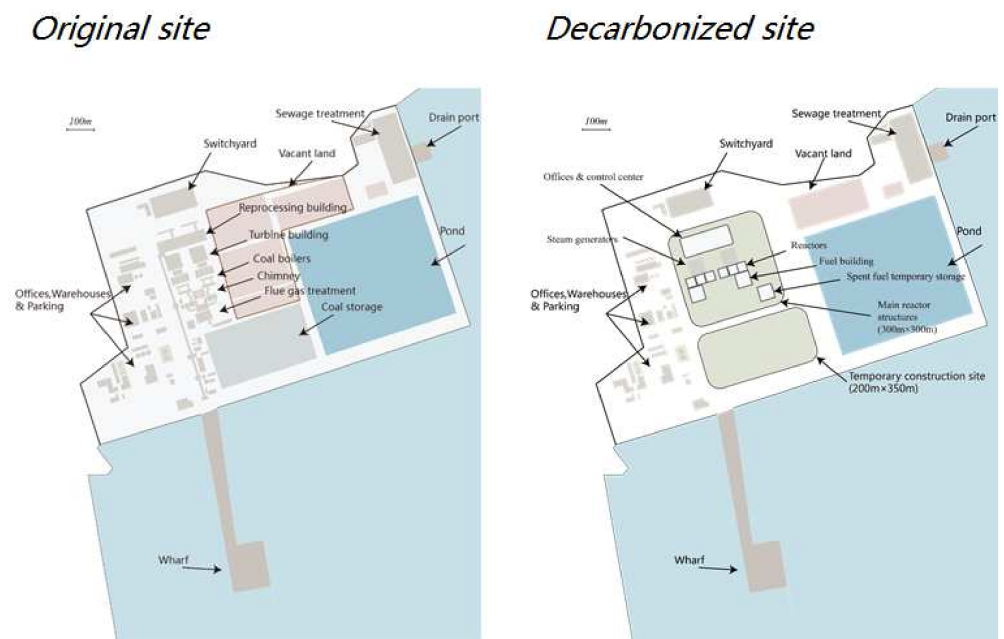 Original site
Decarbonized site
100m
Sewage treatment
Drain port
Switchyard
Vacant land
Reprocessing building
Turbine building
Pond
Coal boilers
Chimney
Flue gas treatment
Offices,Warehouses
& Parking
Coal storage
Wharf
100m
Sewage treatment
Drain port
Switchyard
Vacant land
Offices & control center
Steam generators
Pond
Reactors
Fuel building
Spent fuel temporary storage
Offices,Warehouses
& Parking
Main reactor
structures
(300m×300m)
Temporary construction site
(200m×350m)
Wharf